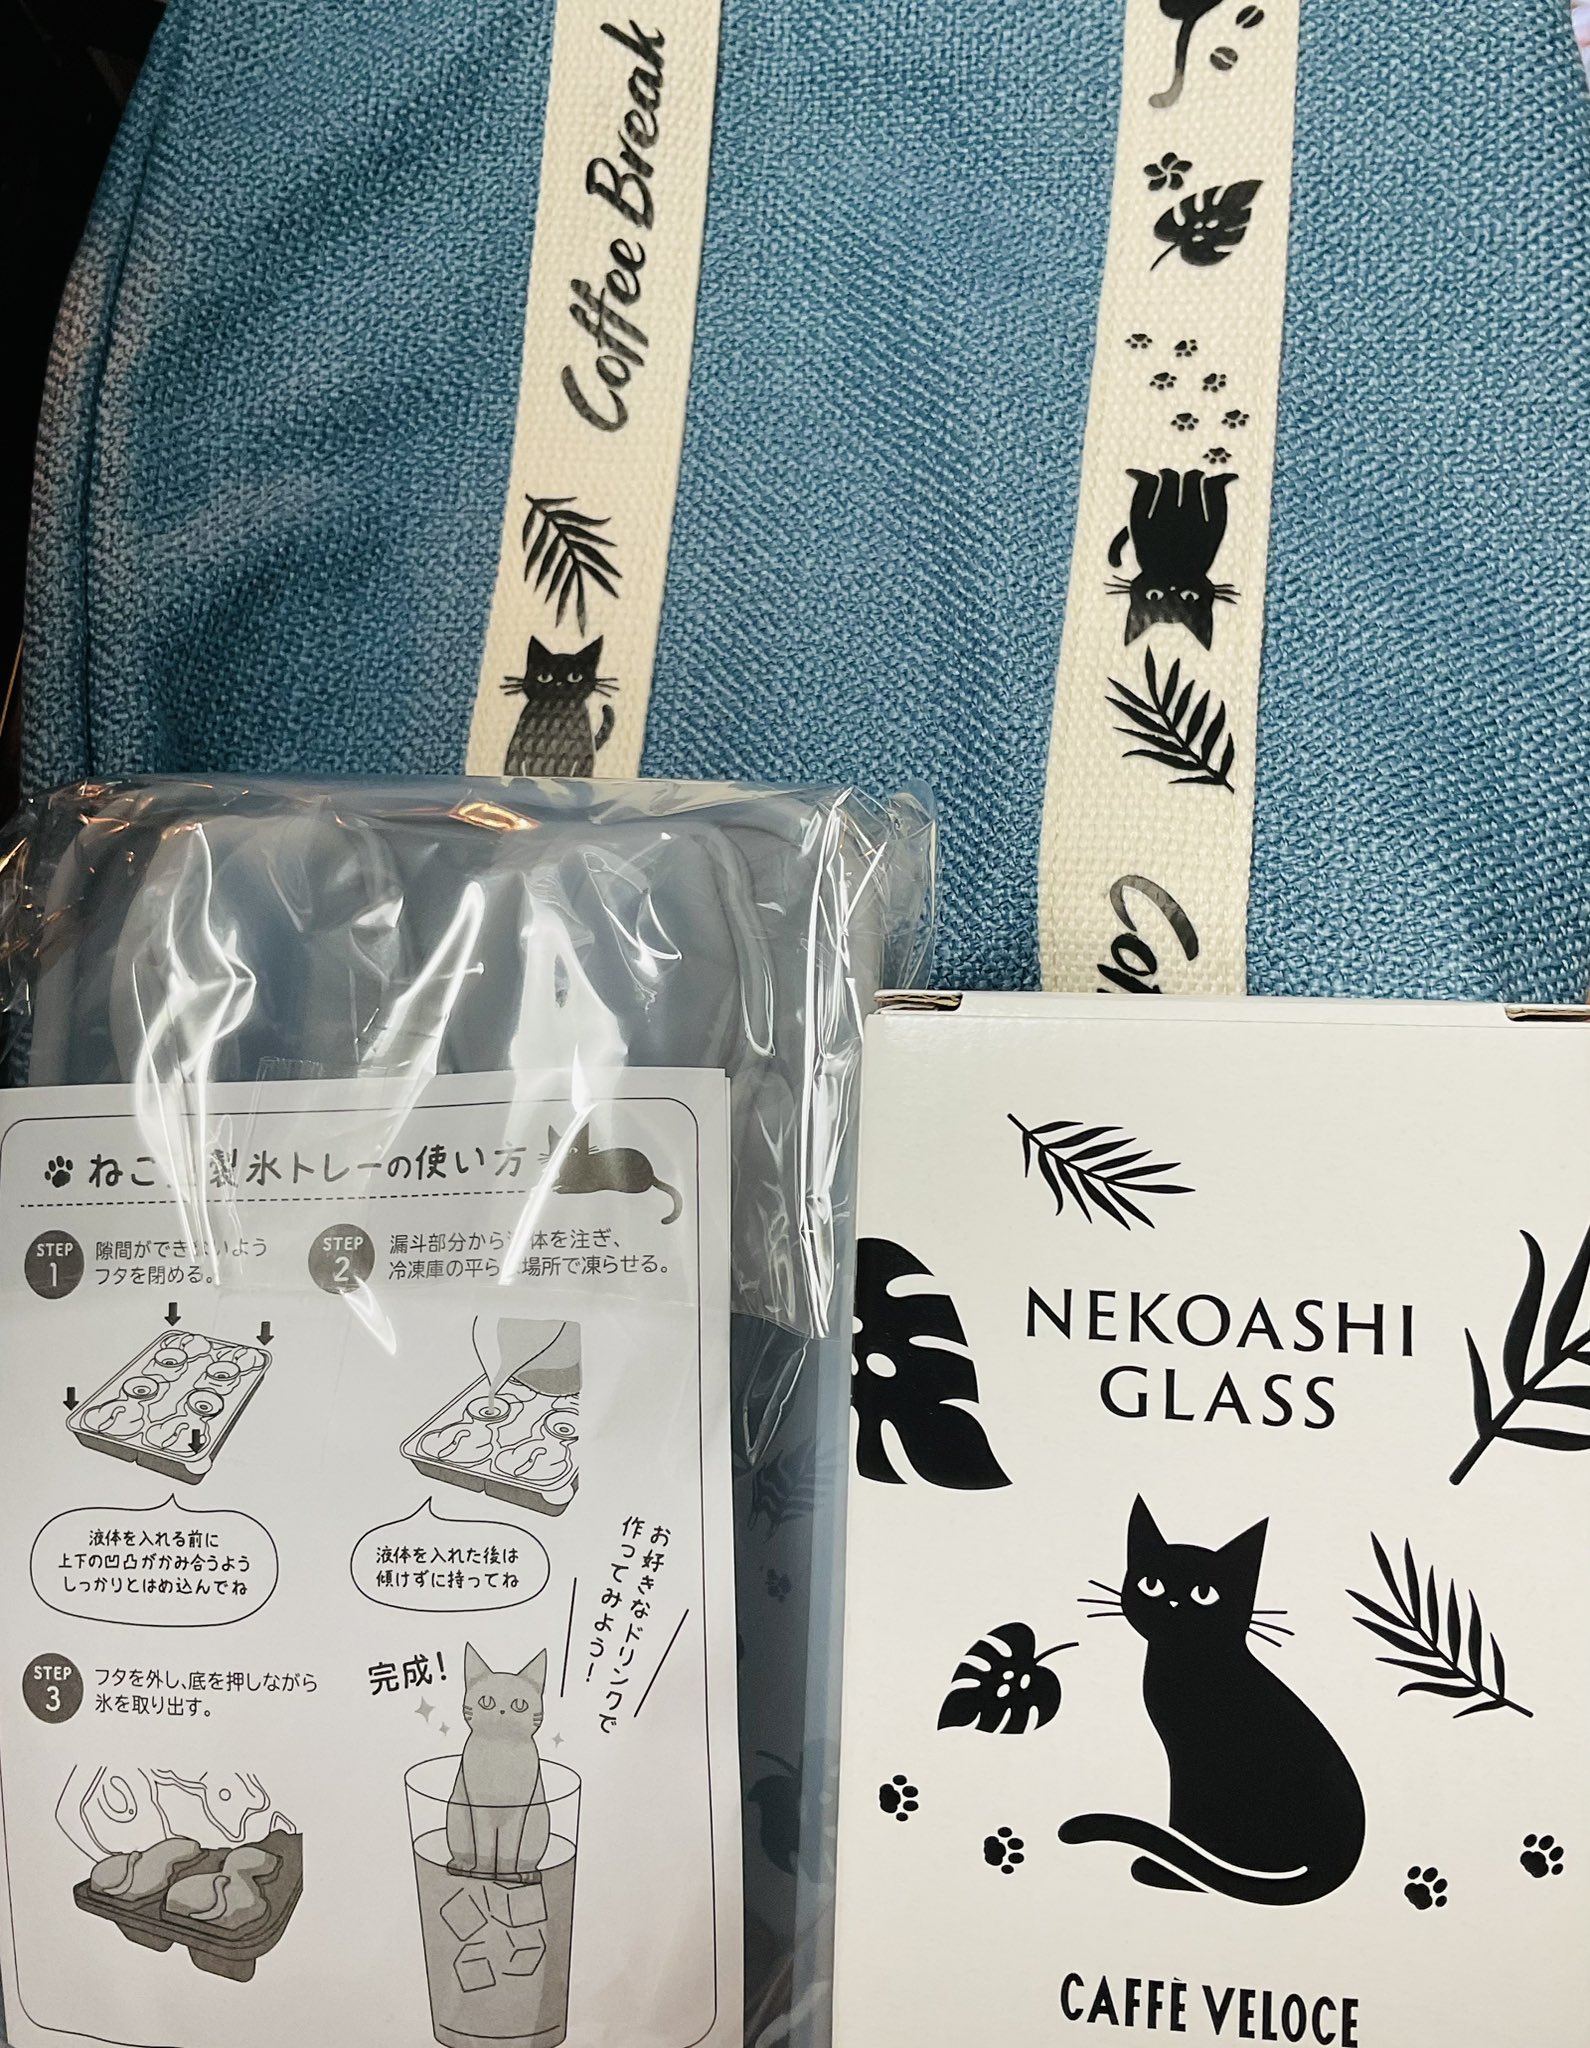 Coffee Break
ねこ 製氷トレーの使い方
STEP
1
隙間ができないよう
フタを閉める。
STEP
2
漏斗部分から 体を注ぎ、
冷凍庫の平ら 場所で凍らせる。
液体を入れる前に
上下の凹凸がかみ合うよう
しっかりとはめ込んでね
液体を入れた後は
傾けずに持ってね
STEP
3
フタを外し、底を押しながら
氷を取り出す。
完成!
お好きなドリンクで
作ってみよう!
NEKOASHI
GLASS
CAFFÈ VELOCE